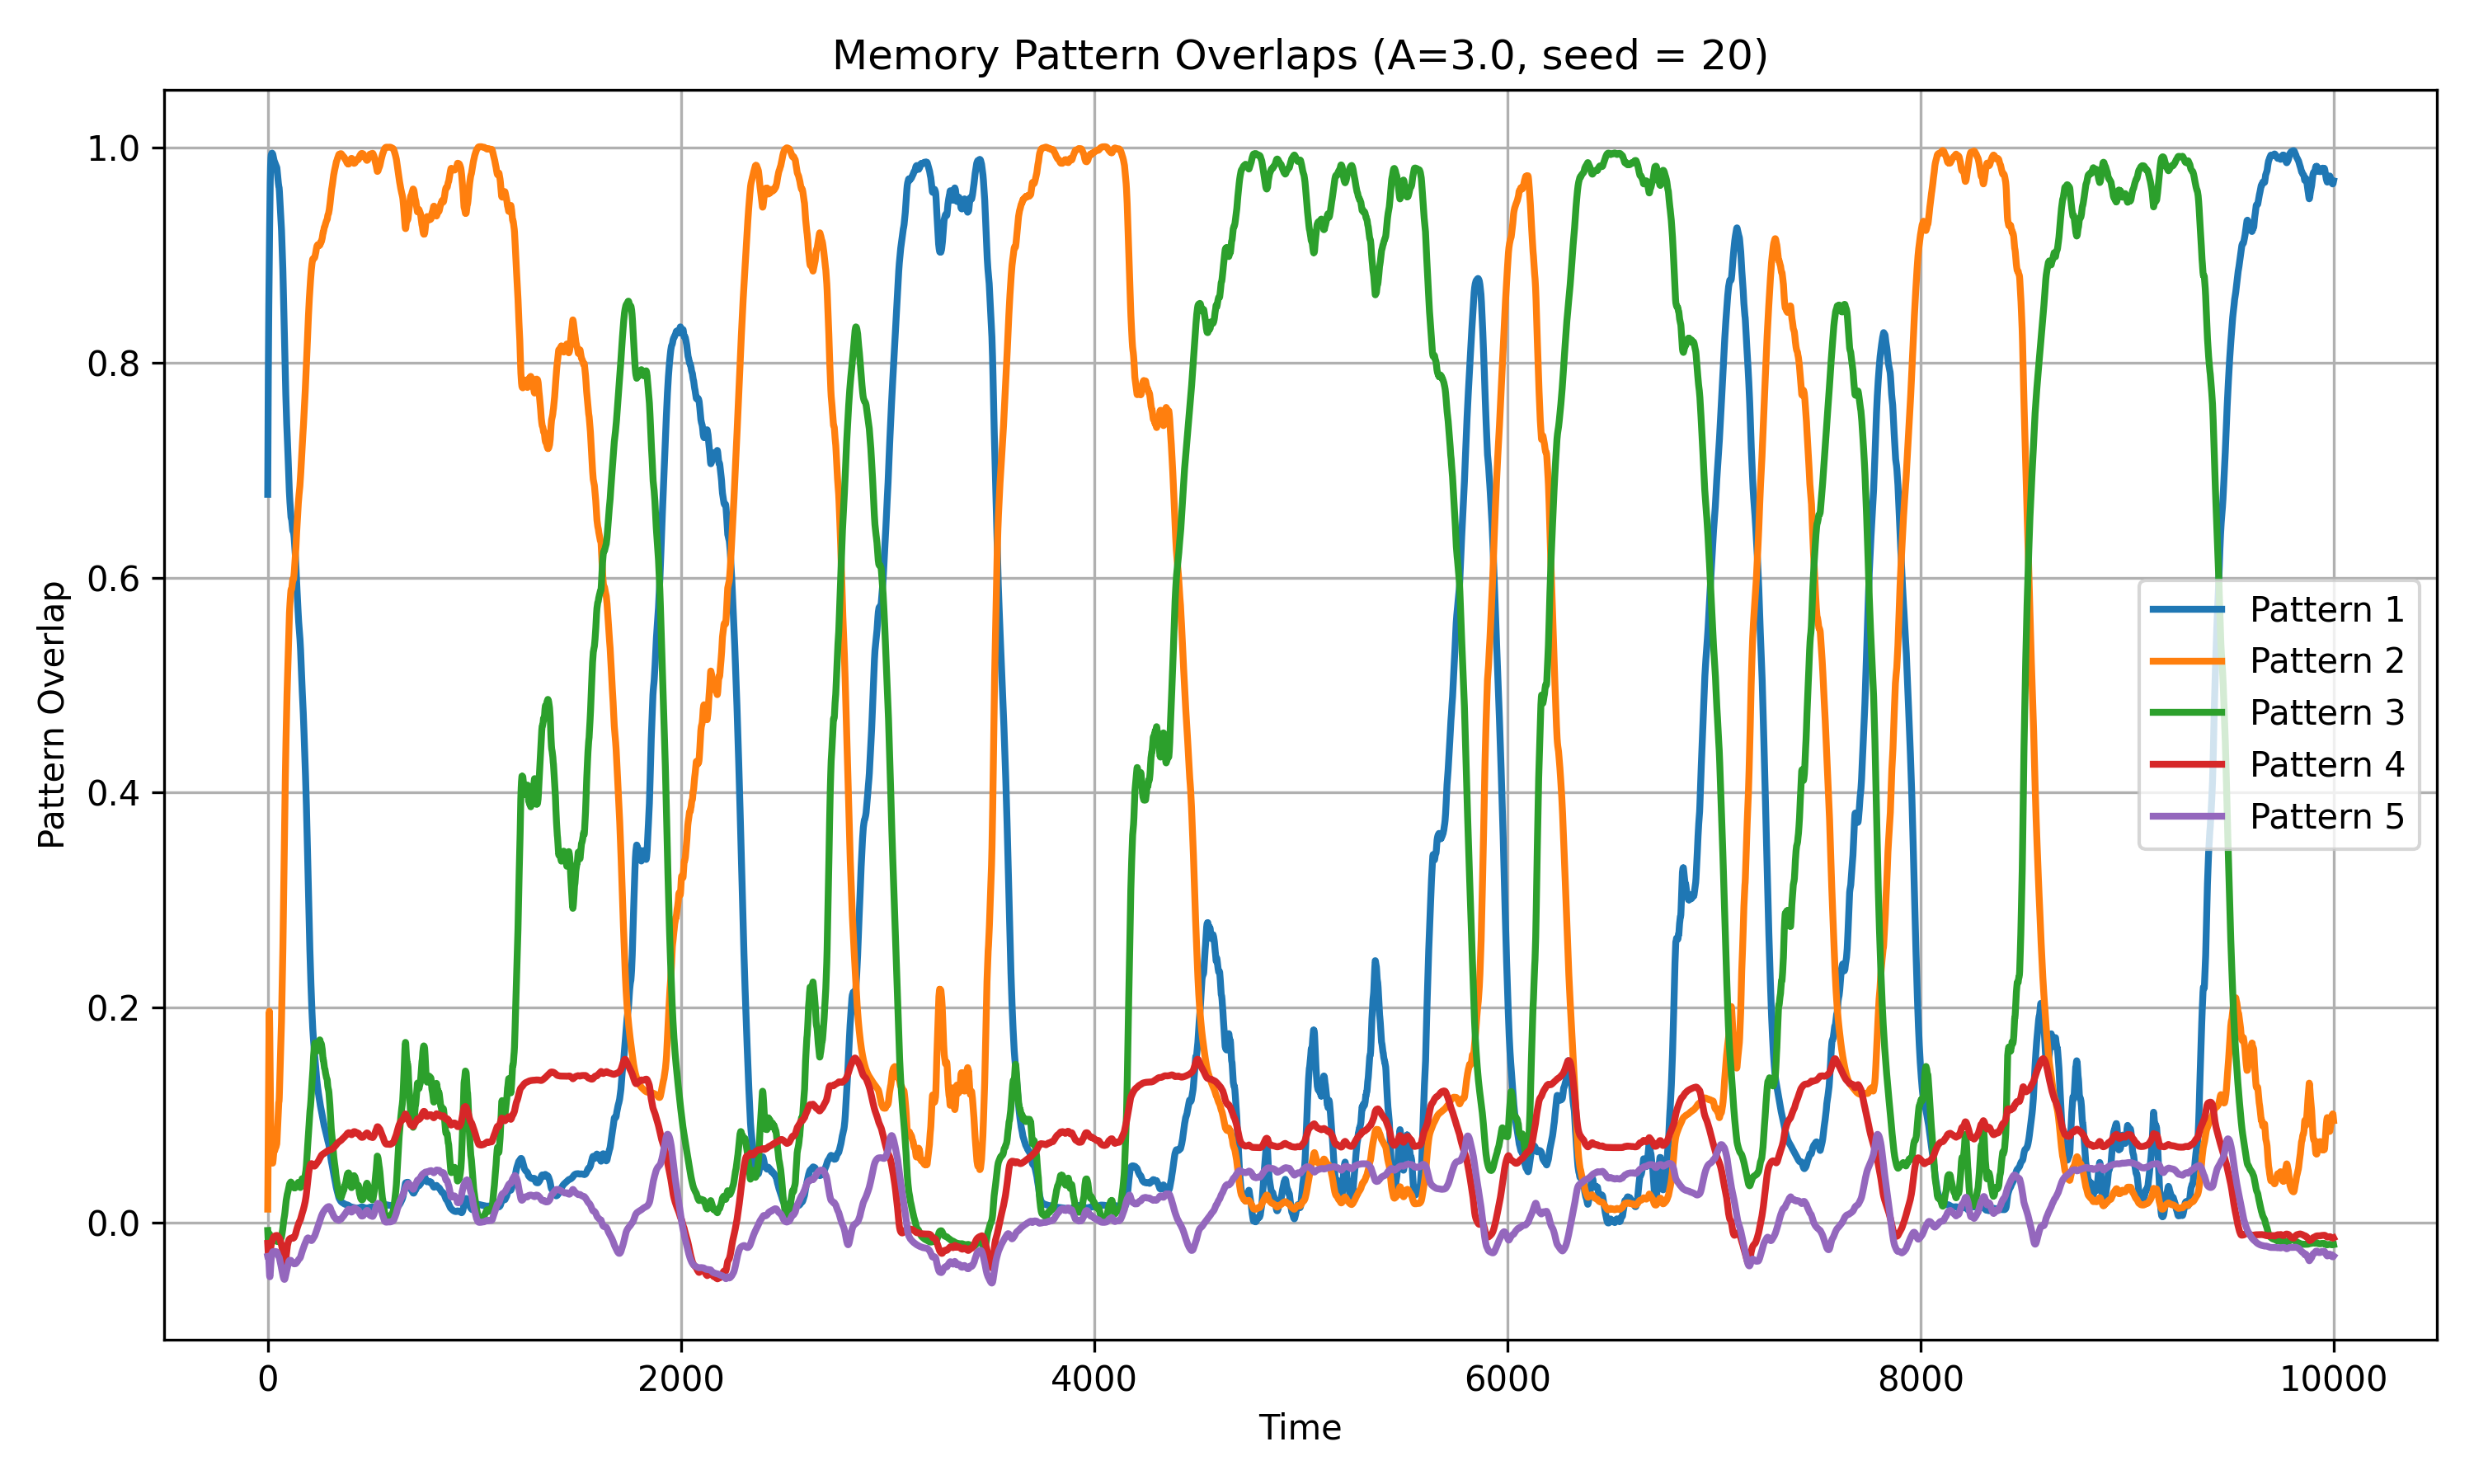 Memory Pattern Overlaps (A=3.0, seed = 20)
Pattern Overlap
1.0
0.8
0.6
0.4
0.2
0.0
Pattern 1
Pattern 2
Pattern 3
Pattern 4
Pattern 5
0 2000 4000 6000 8000 10000
Time